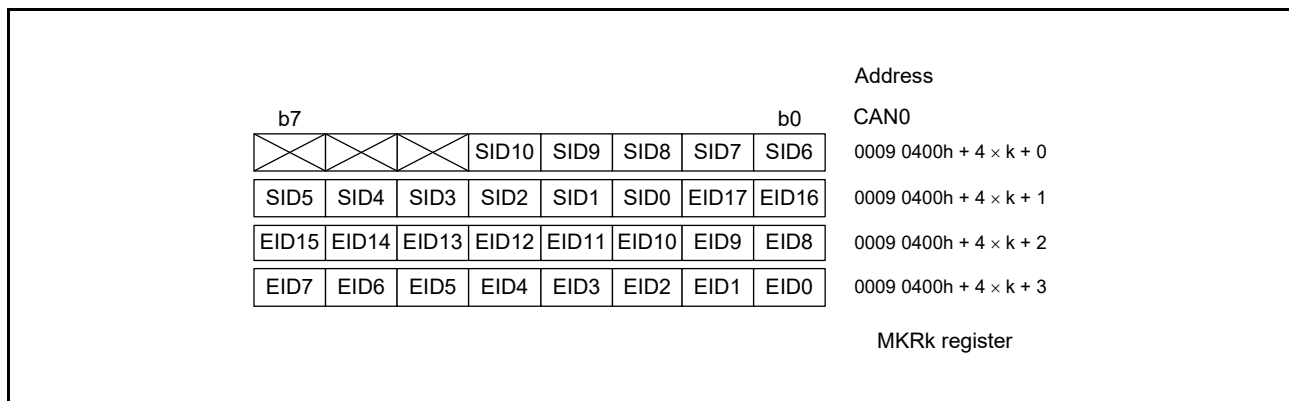 Address
b7 b0 CAN0
SID10 SID9 SID8 SID7 SID6 0009 0400h + 4 × k + 0
SID5 SID4 SID3 SID2 SID1 SID0 EID17 EID16 0009 0400h + 4 × k + 1
EID15 EID14 EID13 EID12 EID11 EID10 EID9 EID8 0009 0400h + 4 × k + 2
EID7 EID6 EID5 EID4 EID3 EID2 EID1 EID0 0009 0400h + 4 × k + 3
MKRk register